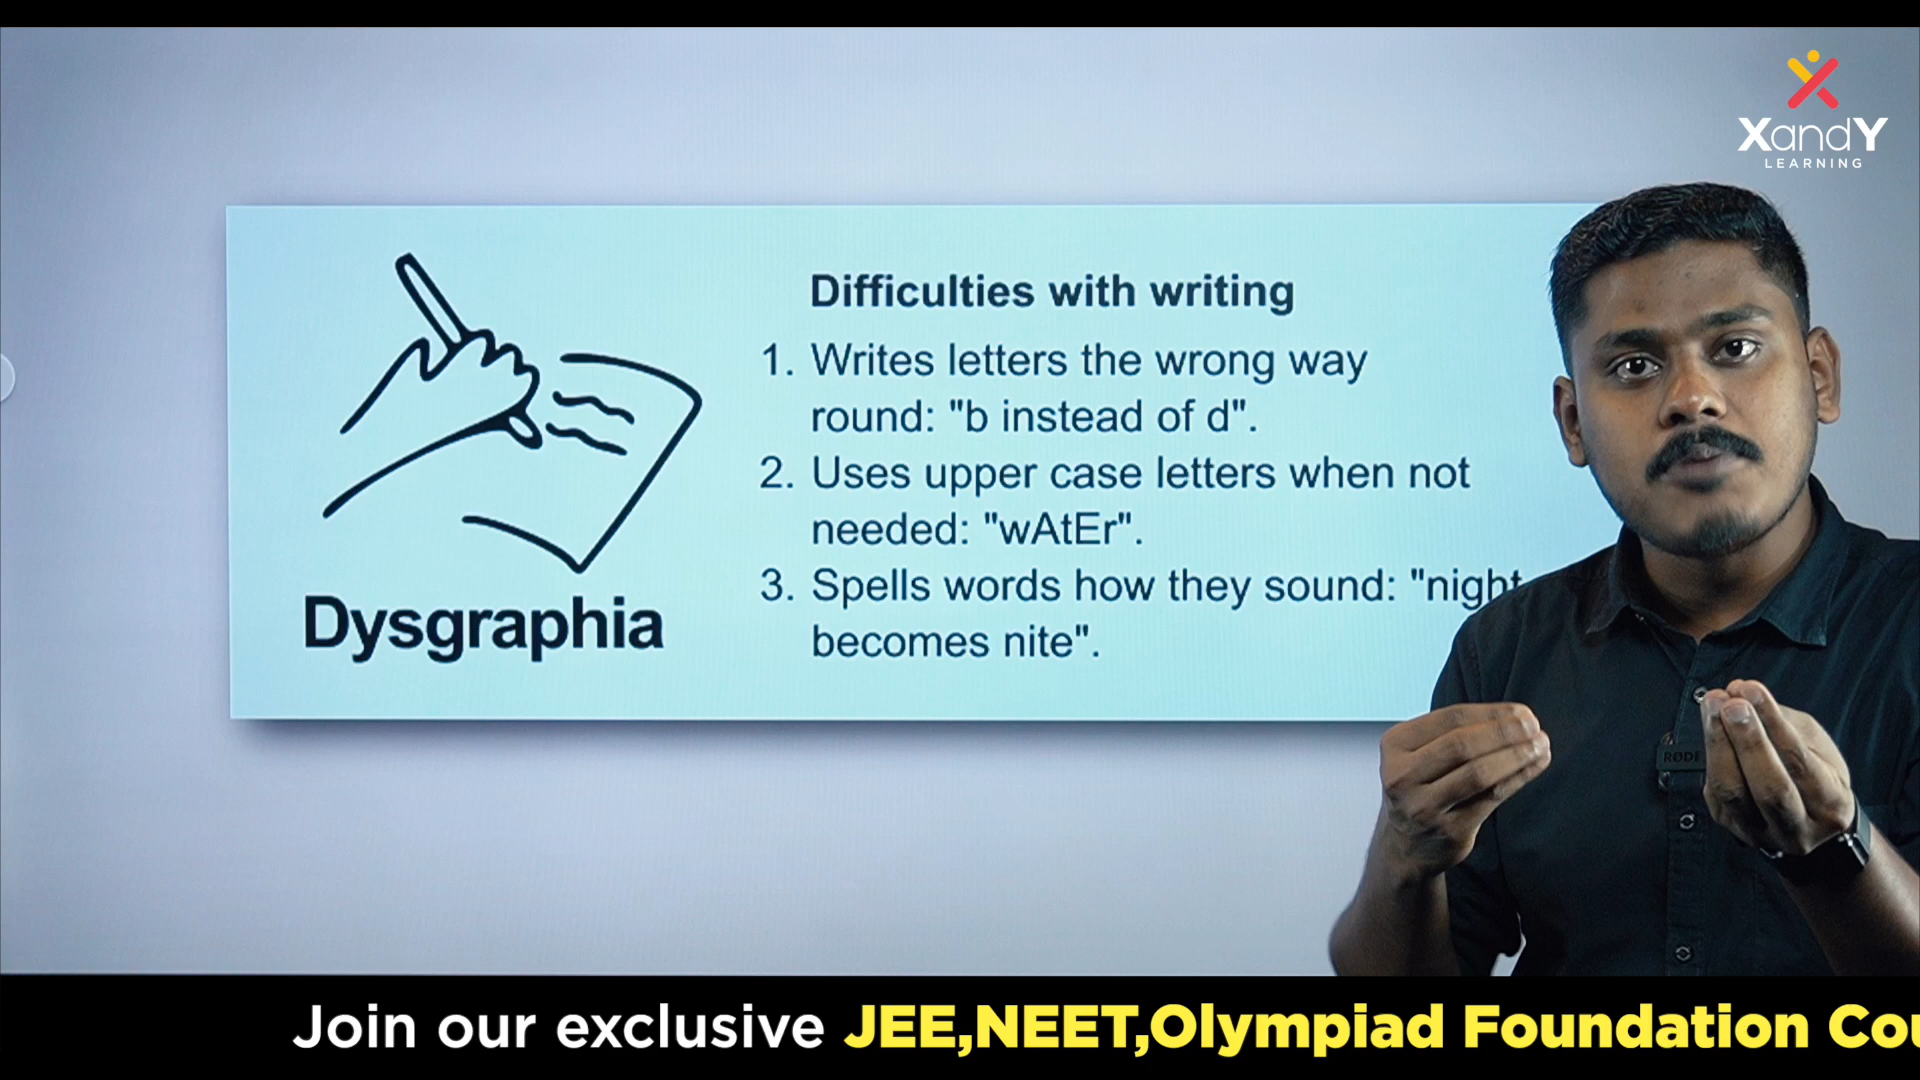 XandY
LEARNING
Difficulties with writing
1. Writes letters the wrong way
round: "b instead of d".
2. Uses upper case letters when not
needed: "wAtEr".
3. Spells words how they sound: "night
becomes nite".
Dysgraphia
RODE
Join our exclusive JEE,NEET,Olympiad Foundation